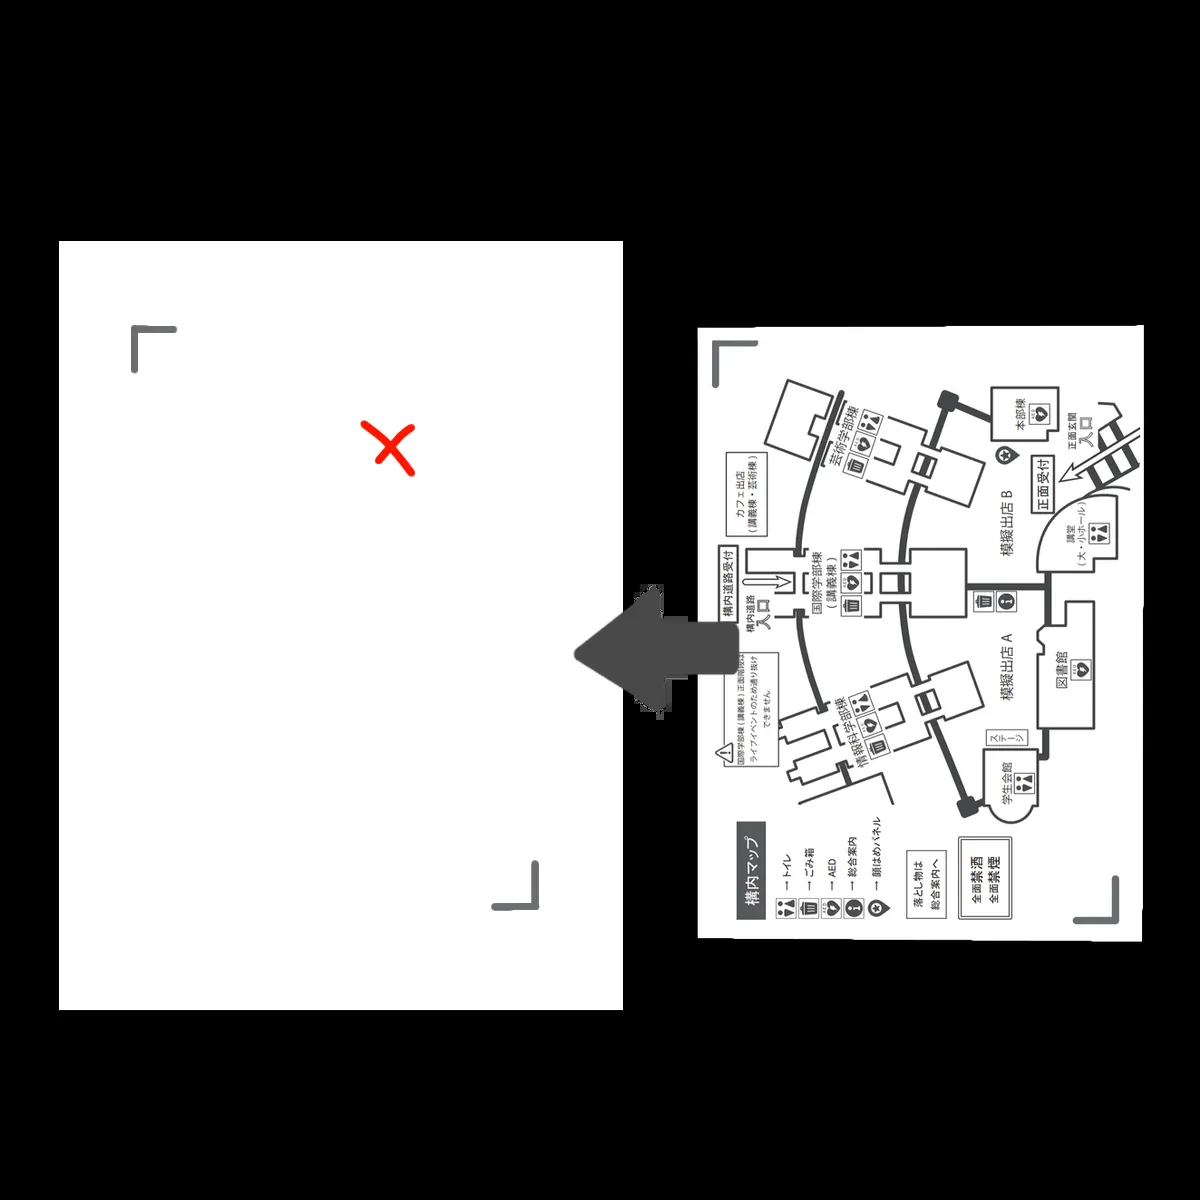 構内マップ
→ トイレ
→ ごみ箱
AED
→ AED
→ 総合案内
→ 顔はめパネル
落とし物は
総合案内へ
全面禁酒
全面禁煙
国際学部棟(講義棟)正面階段は
ライブイベントのため通り抜け
できません
構内道路受付
構内道路
入口
カフェ出店
(講義棟・芸術棟)
情報科学部棟
国際学部棟
(講義棟)
芸術学部棟
模擬出店 A
模擬出店 B
ステージ
学生会館
図書館
講堂
(大・小ホール)
正面受付
正面玄関
入口
本部棟